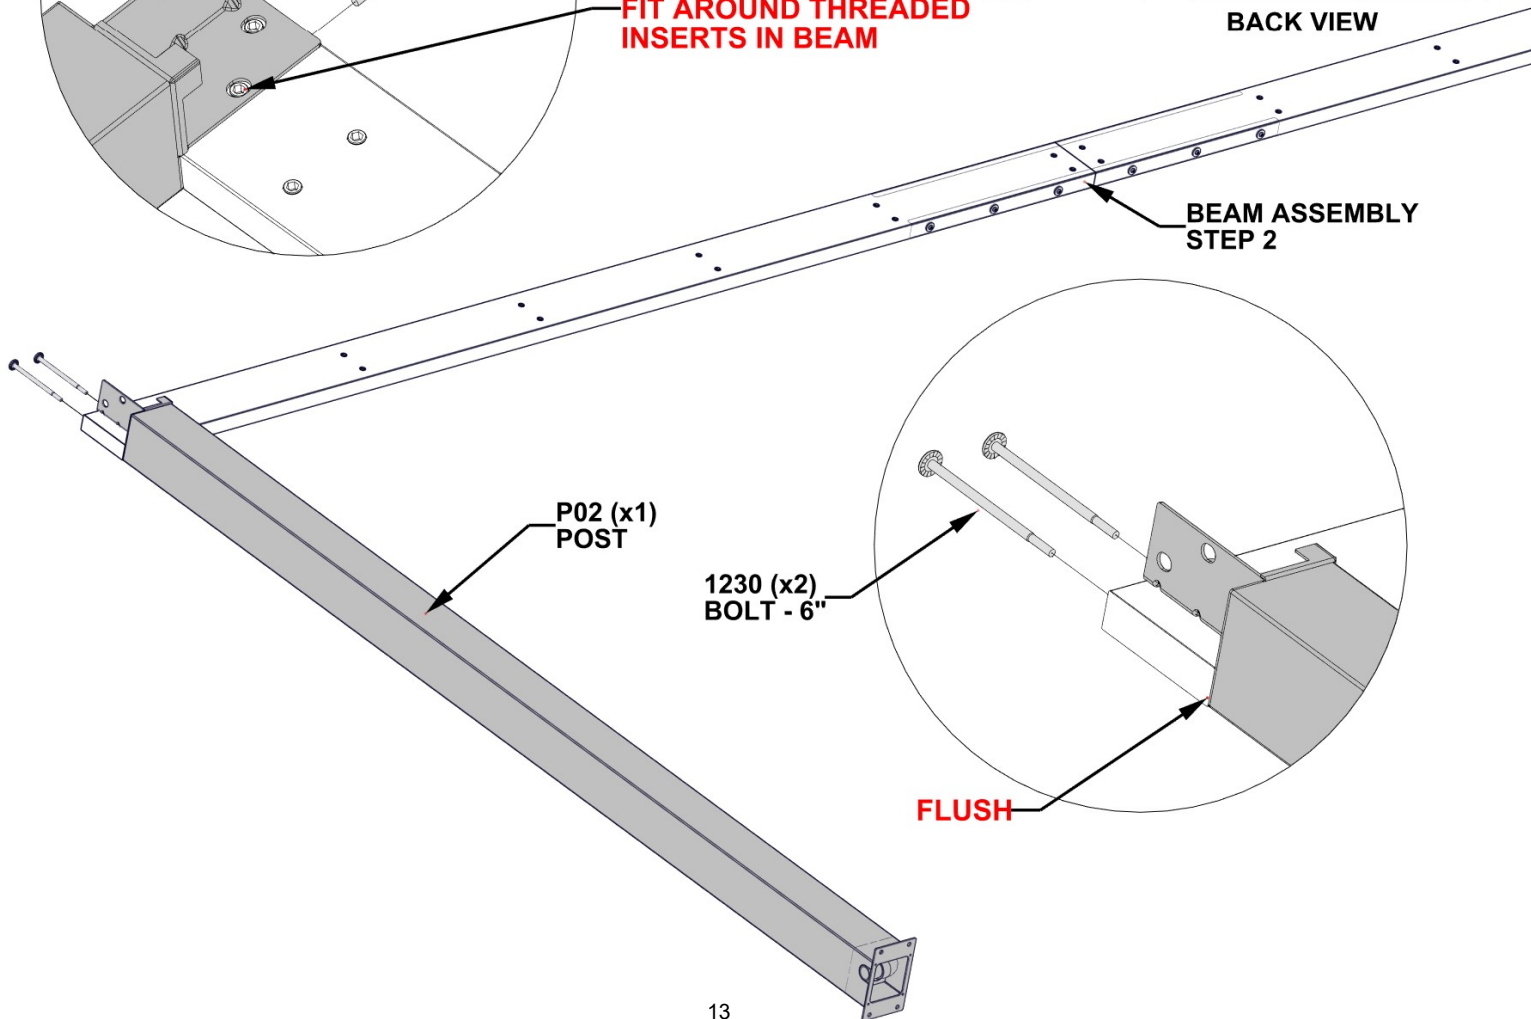 FIT AROUND THREADED
INSERTS IN BEAM
BACK VIEW
BEAM ASSEMBLY
STEP 2
P02 (x1)
POST
1230 (x2)
BOLT - 6"
FLUSH
13